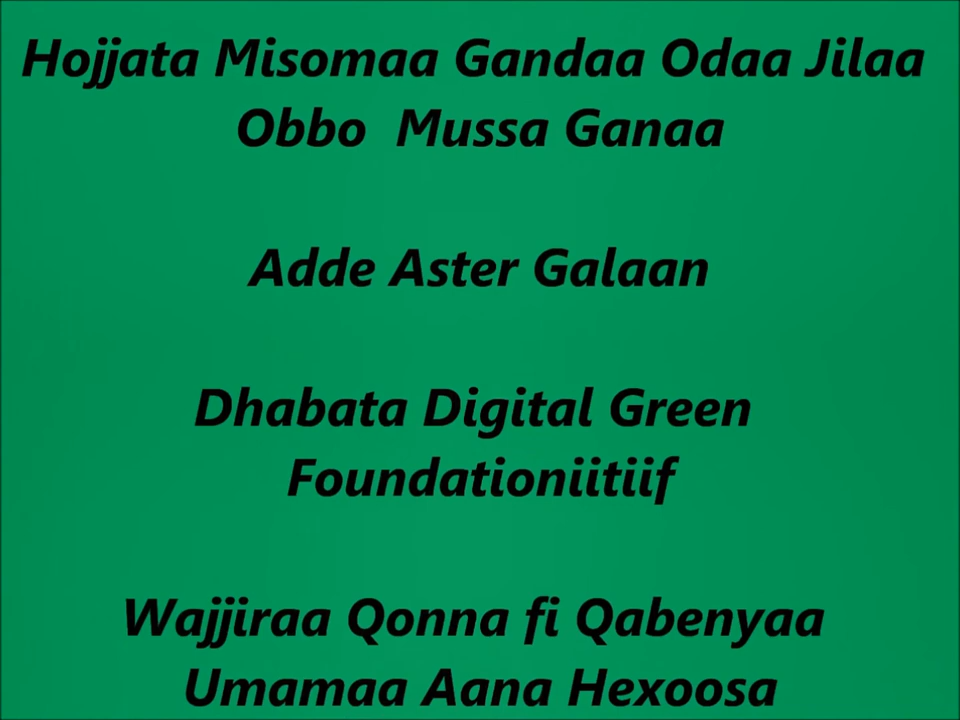 Hojjata Misomaa Gandaa Odaa Jilaa
Obbo Mussa Ganaa
Adde Aster Galaan
Dhabata Digital Green
Foundationiitiif
Wajjiraa Qonna fi Qabenyaa
Umamaa Aana Hexoosa